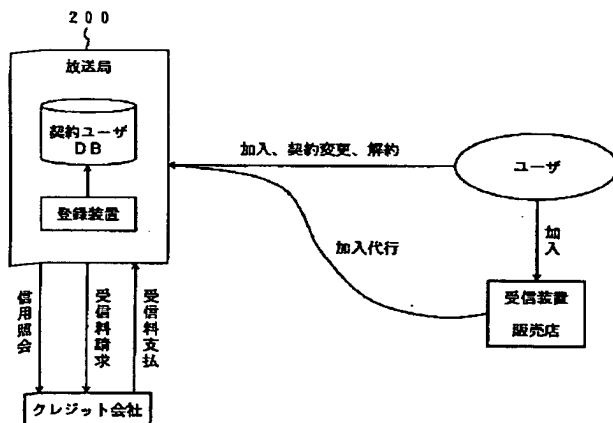 200
放送局
契約ユーザ
DB
登録装置
加入、契約変更、解約
ユーザ
加入代行
加入
受信装置
販売店
信用照会
受信料請求
受信料支払
クレジット会社